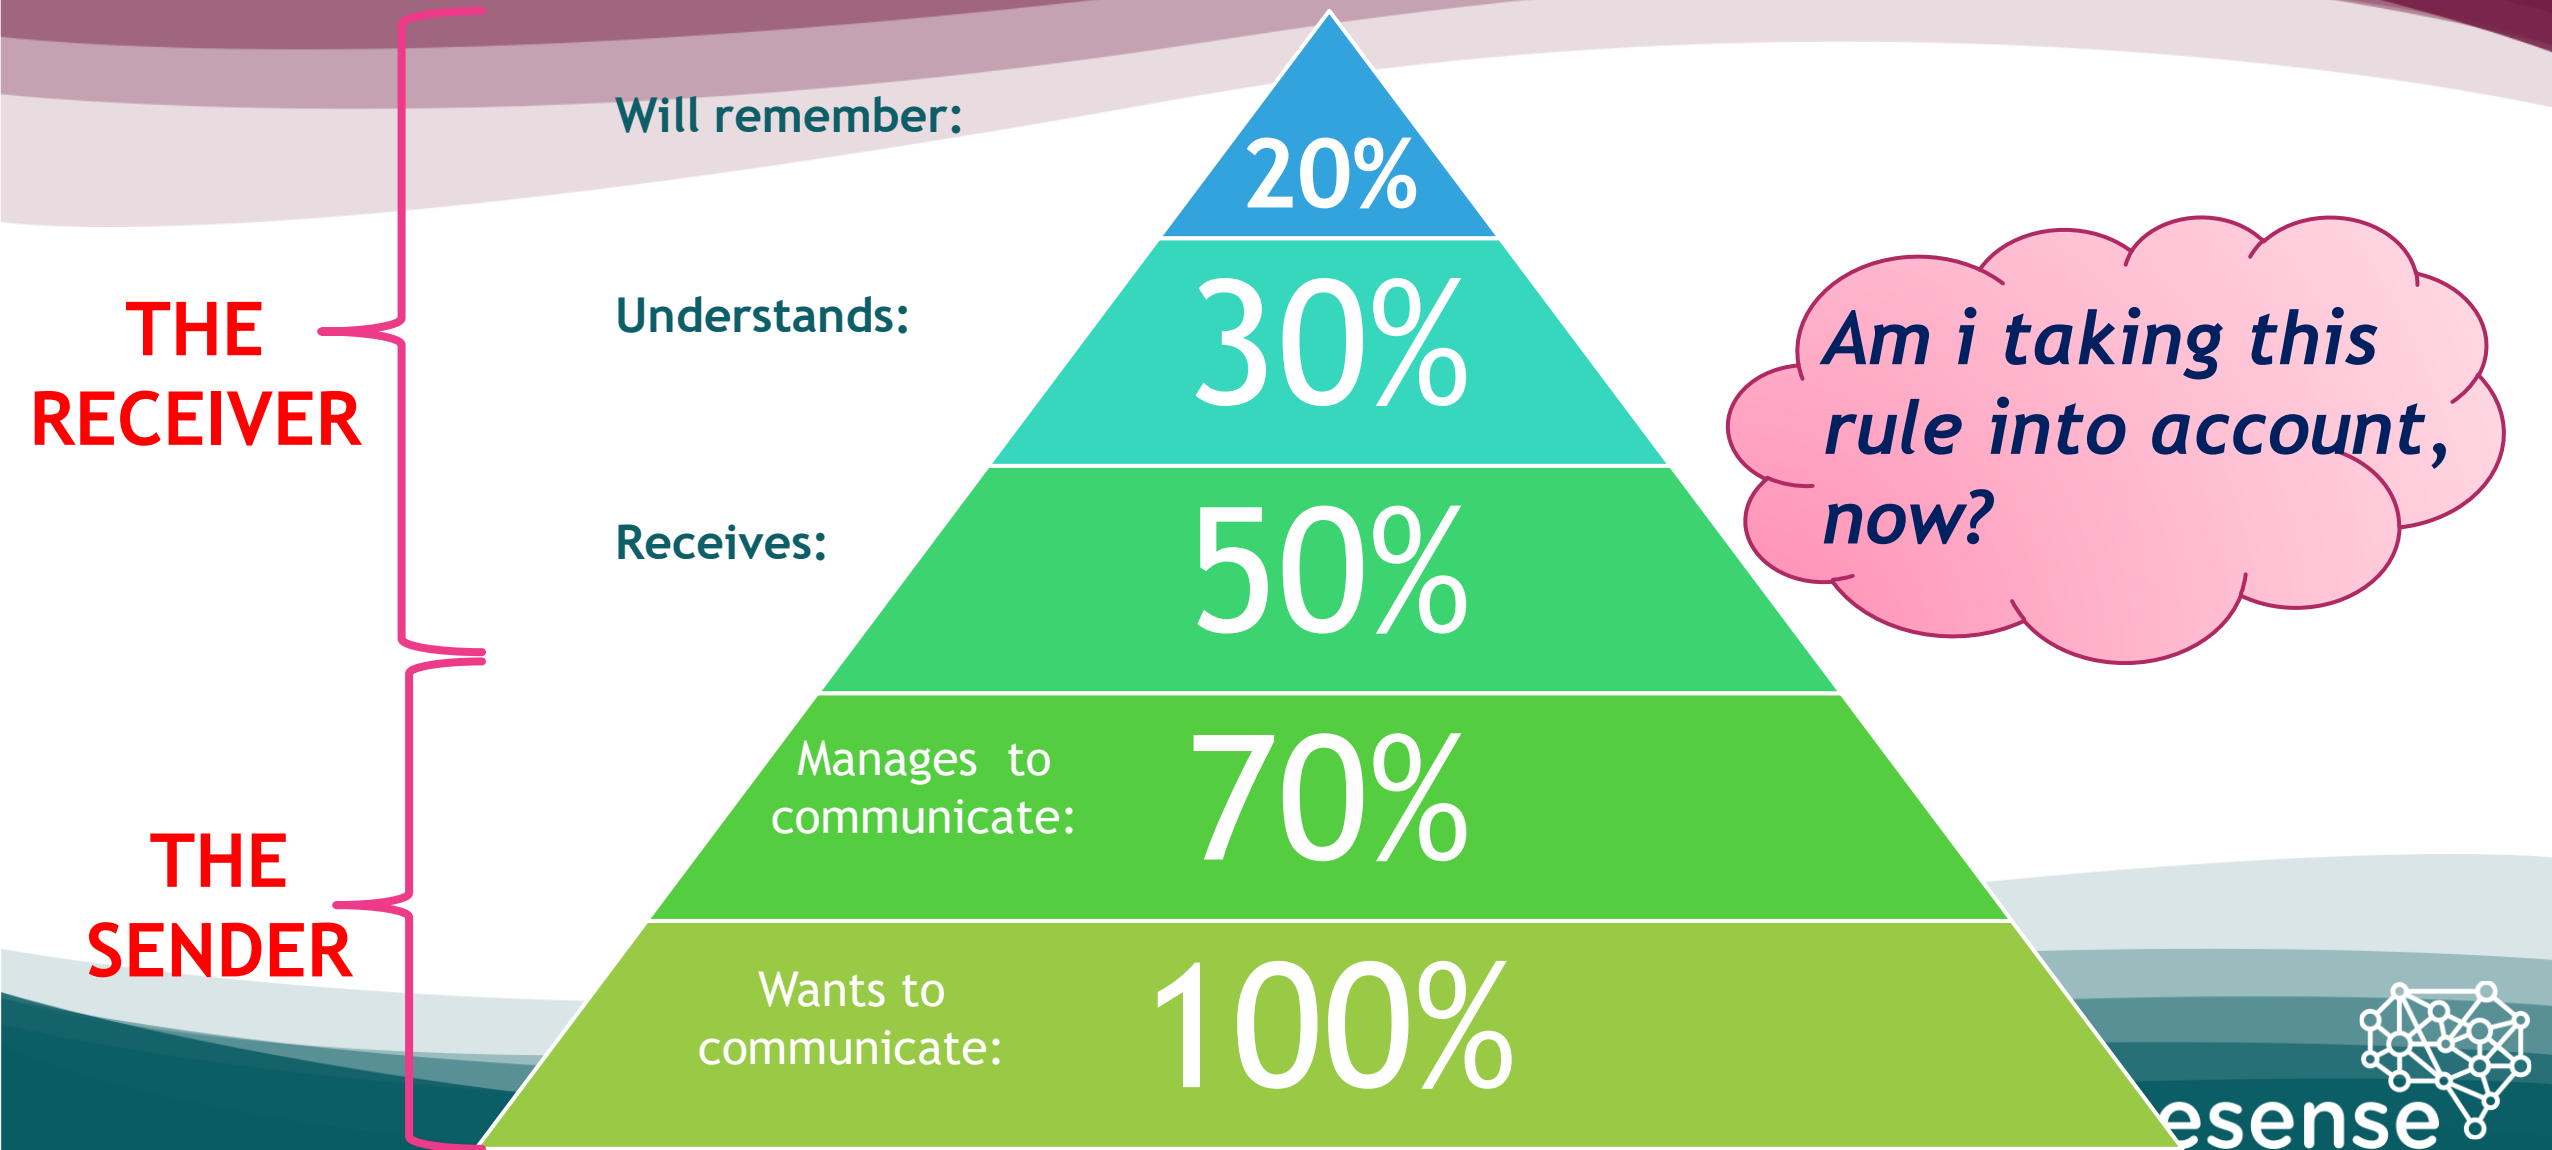 Will remember:
20%
THE
RECEIVER
Understands:
30%
Am i taking this
rule into account,
now?
Receives:
50%
Manages to
communicate:
70%
THE
SENDER
Wants to
communicate:
100%
esense